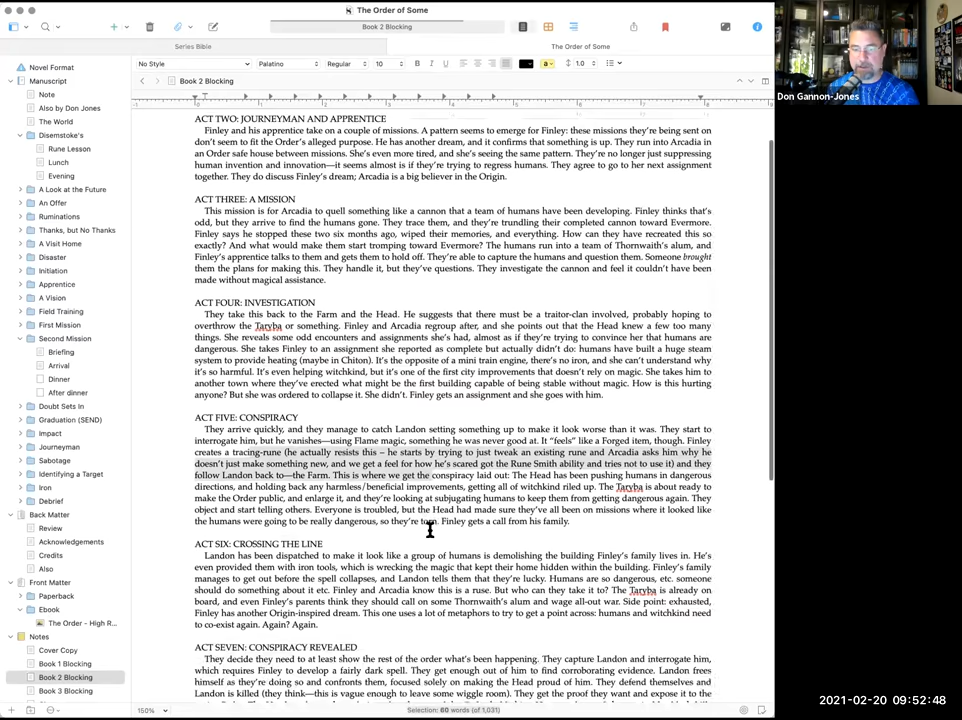 The Order of Some
Book 2 Blocking
Series Bible
The Order of Some
No Style
Palatino
Regular
10
B
I
U
a
1.0
Book 2 Blocking
Novel Format
Manuscript
Note
Also by Don Jones
The World
Disemstoke's
Rune Lesson
Lunch
Evening
A Look at the Future
An Offer
Ruminations
Thanks, but No Thanks
A Visit Home
Disaster
Initiation
Apprentice
A Vision
Field Training
First Mission
Second Mission
Briefing
Arrival
Dinner
After dinner
Doubt Sets In
Graduation (SEND)
Impact
Journeyman
Sabotage
Identifying a Target
Iron
Debrief
Back Matter
Review
Acknowledgements
Credits
Also
Front Matter
Paperback
Ebook
The Order - High R...
Notes
Cover Copy
Book 1 Blocking
Book 2 Blocking
Book 3 Blocking
ACT TWO: JOURNEYMAN AND APPRENTICE
Finley and his apprentice take on a couple of missions. A pattern seems to emerge for Finley: these missions they're being sent on
don't seem to fit the Order's alleged purpose. He has another dream, and it confirms that something is up. They run into Arcadia in
an Order safe house between missions. She's even more tired, and she's seeing the same pattern. They're no longer just suppressing
human invention and innovation—it seems almost is if they're trying to regress humans. They agree to go to her next assignment
together. They do discuss Finley's dream; Arcadia is a big believer in the Origin.
ACT THREE: A MISSION
This mission is for Arcadia to quell something like a cannon that a team of humans have been developing. Finley thinks that's
odd, but they arrive to find the humans gone. They trace them, and they're trundling their completed cannon toward Evermore.
Finley says he stopped these two six months ago, wiped their memories, and everything. How can they have recreated this so
exactly? And what would make them start tromping toward Evermore? The humans run into a team of Thornwaith's alum, and
Finley's apprentice talks to them and gets them to hold off. They're able to capture the humans and question them. Someone brought
them the plans for making this. They handle it, but they've questions. They investigate the cannon and feel it couldn't have been
made without magical assistance.
ACT FOUR: INVESTIGATION
They take this back to the Farm and the Head. He suggests that there must be a traitor-clan involved, probably hoping to
overthrow the Taryba or something. Finley and Arcadia regroup after, and she points out that the Head knew a few too many
things. She reveals some odd encounters and assignments she's had, almost as if they're trying to convince her that humans are
dangerous. She takes Finley to an assignment she reported as complete but actually didn't do: humans have built a huge steam
system to provide heating (maybe in Chiton). It's the opposite of a mini train engine, there's no iron, and she can't understand why
it's so harmful. It's even helping witchkind, but it's one of the first city improvements that doesn't rely on magic. She takes him to
another town where they've erected what might be the first building capable of being stable without magic. How is this hurting
anyone? But she was ordered to collapse it. She didn't. Finley gets an assignment and she goes with him.
ACT FIVE: CONSPIRACY
They arrive quickly, and they manage to catch Landon setting something up to make it look worse than it was. They start to
interrogate him, but he vanishes—using Flame magic, something he was never good at. It "feels" like a Forged item, though. Finley
creates a tracing-rune (he actually resists this – he starts by trying to just tweak an existing rune and Arcadia asks him why he
doesn't just make something new, and we get a feel for how he's scared got the Rune Smith ability and tries not to use it) and they
follow Landon back to—the Farm. This is where we get the conspiracy laid out: The Head has been pushing humans in dangerous
directions, and holding back any harmless/beneficial improvements, getting all of witchkind riled up. The Taryba is about ready to
make the Order public, and enlarge it, and they're looking at subjugating humans to keep them from getting dangerous again. They
object and start telling others. Everyone is troubled, but the Head had made sure they've all been on missions where it looked like
the humans were going to be really dangerous, so they're torn. Finley gets a call from his family.
ACT SIX: CROSSING THE LINE
Landon has been dispatched to make it look like a group of humans is demolishing the building Finley's family lives in. He's
even provided them with iron tools, which is wrecking the magic that kept their home hidden within the building. Finley's family
manages to get out before the spell collapses, and Landon tells them that they're lucky. Humans are so dangerous, etc. someone
should do something about it etc. Finley and Arcadia know this is a ruse. But who can they take it to? The Taryba is already on
board, and even Finley's parents think they should call on some Thornwaith's alum and wage all-out war. Side point: exhausted,
Finley has another Origin-inspired dream. This one uses a lot of metaphors to try to get a point across: humans and witchkind need
to co-exist again. Again? Again.
ACT SEVEN: CONSPIRACY REVEALED
They decide they need to at least show the rest of the order what's been happening. They capture Landon and interrogate him,
which requires Finley to develop a fairly dark spell. They get enough out of him to go find corroborating evidence. Landon frees
himself as they're doing so and confronts them, focused solely on making the Head proud of him. They defend themselves and
Landon is killed (they think—this is vague enough to leave some wiggle room). They get the proof they want and expose it to the
150%
Selection: 60 words (of 1,031)
Don Gannon-Jones
2021-02-20 09:52:48